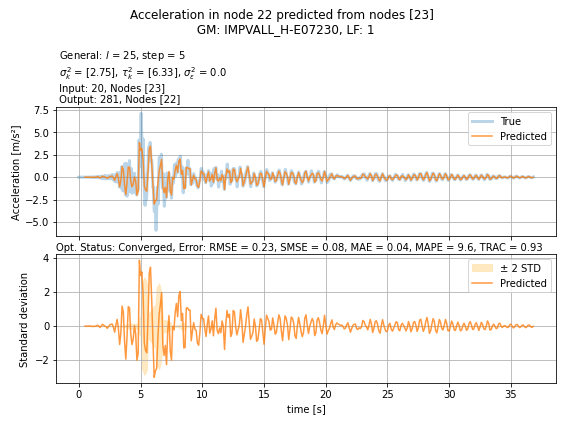 Acceleration in node 22 predicted from nodes [23]
GM: IMPVALL_H-E07230, LF: 1
General: l = 25, step = 5
σ²ₖ = [2.75], τ²ₖ = [6.33], σ²ε = 0.0
Input: 20, Nodes [23]
Output: 281, Nodes [22]
Acceleration [m/s²]
7.5
5.0
2.5
0.0
−2.5
−5.0
True
Predicted
Opt. Status: Converged, Error: RMSE = 0.23, SMSE = 0.08, MAE = 0.04, MAPE = 9.6, TRAC = 0.93
Standard deviation
4
2
0
−2
± 2 STD
Predicted
0 5 10 15 20 25 30 35
time [s]